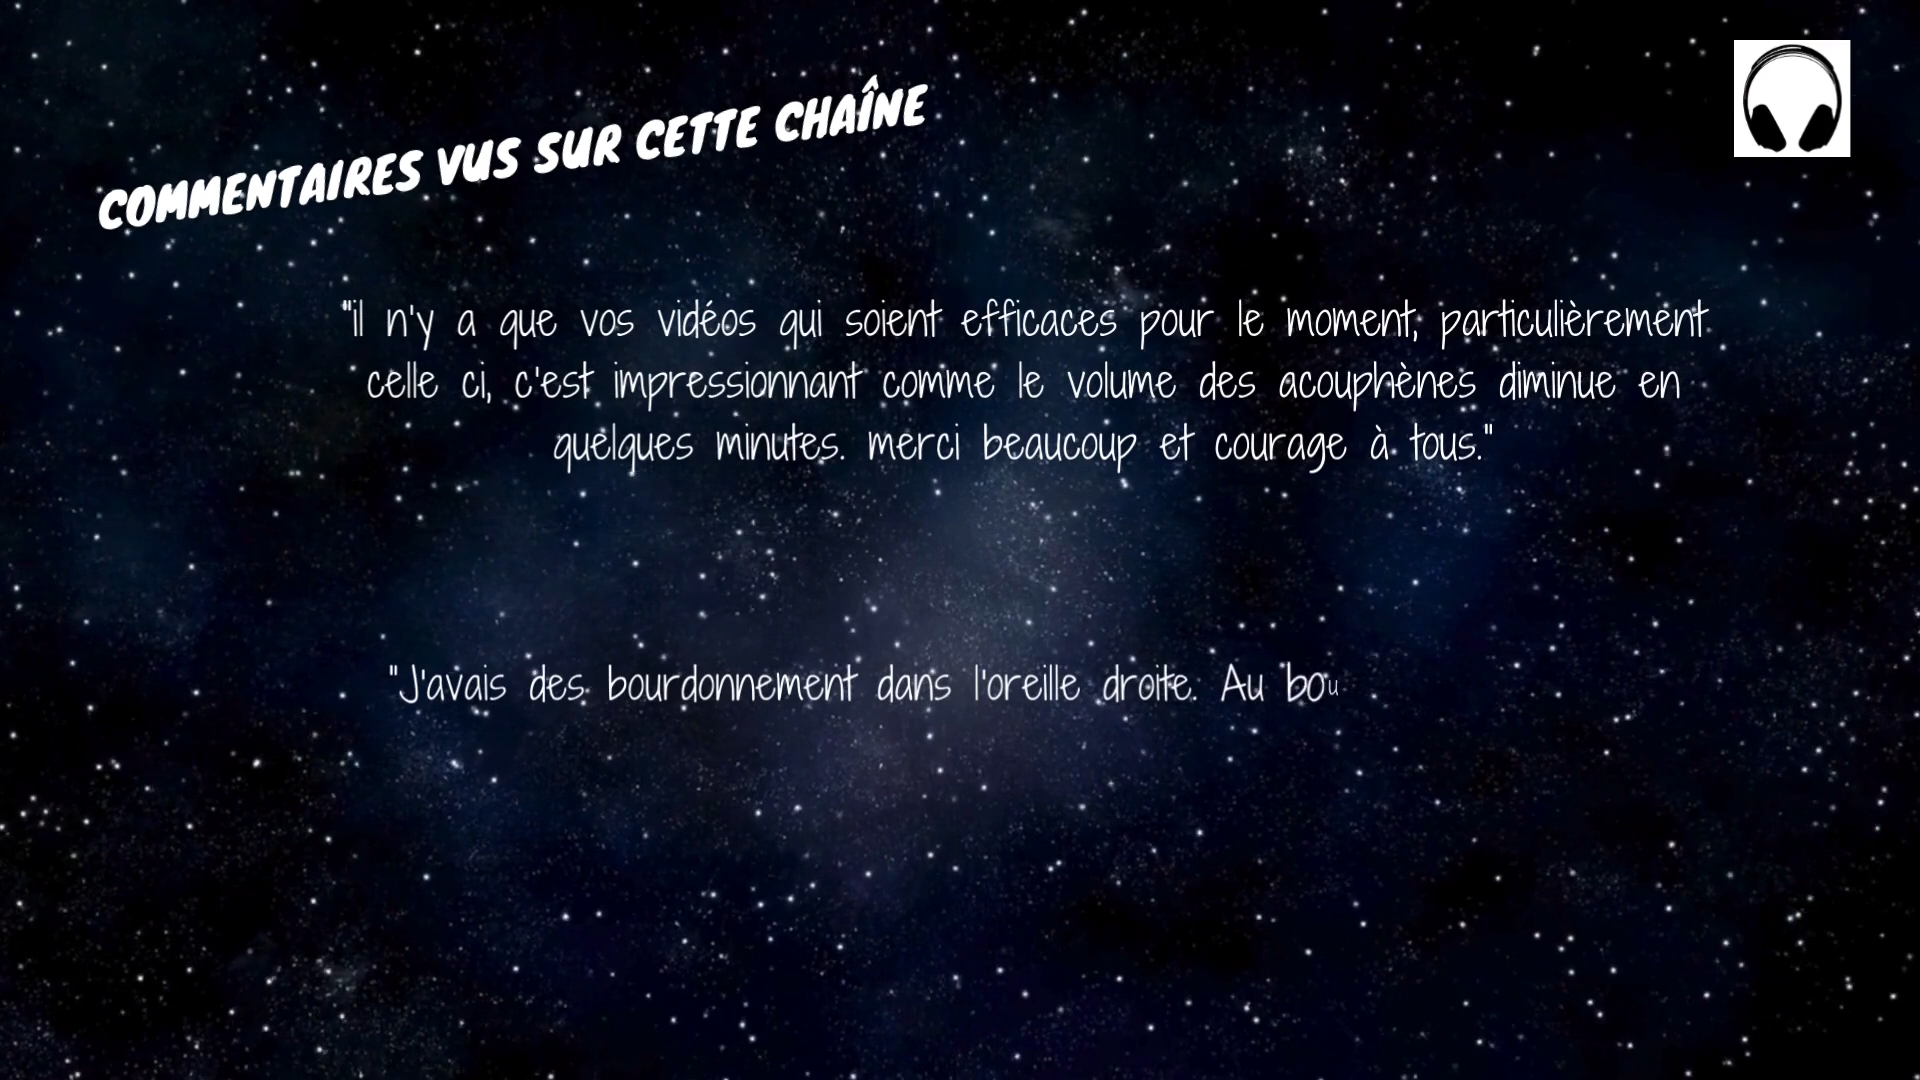 COMMENTAIRES VUS SUR CETTE CHAÎNE
"il n'y a que vos vidéos qui soient efficaces pour le moment, particulièrement
celle ci, c'est impressionnant comme le volume des acouphènes diminue en
quelques minutes. merci beaucoup et courage à tous."
"J'avais des bourdonnement dans l'oreille droite. Au bou